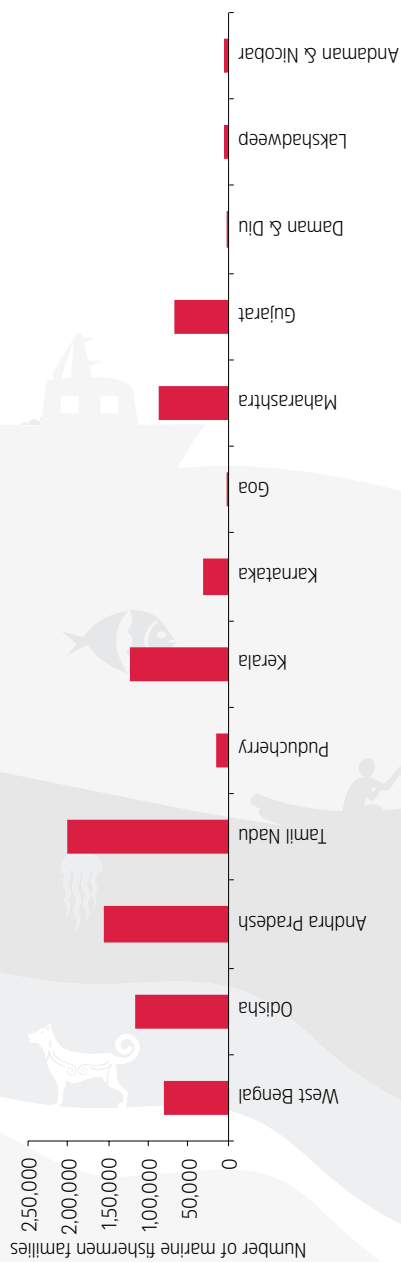 Number of marine fishermen families
2,50,000
2,00,000
1,50,000
1,00,000
50,000
0
West Bengal
Odisha
Andhra Pradesh
Tamil Nadu
Puducherry
Kerala
Karnataka
Goa
Maharashtra
Gujarat
Daman & Diu
Lakshadweep
Andaman & Nicobar